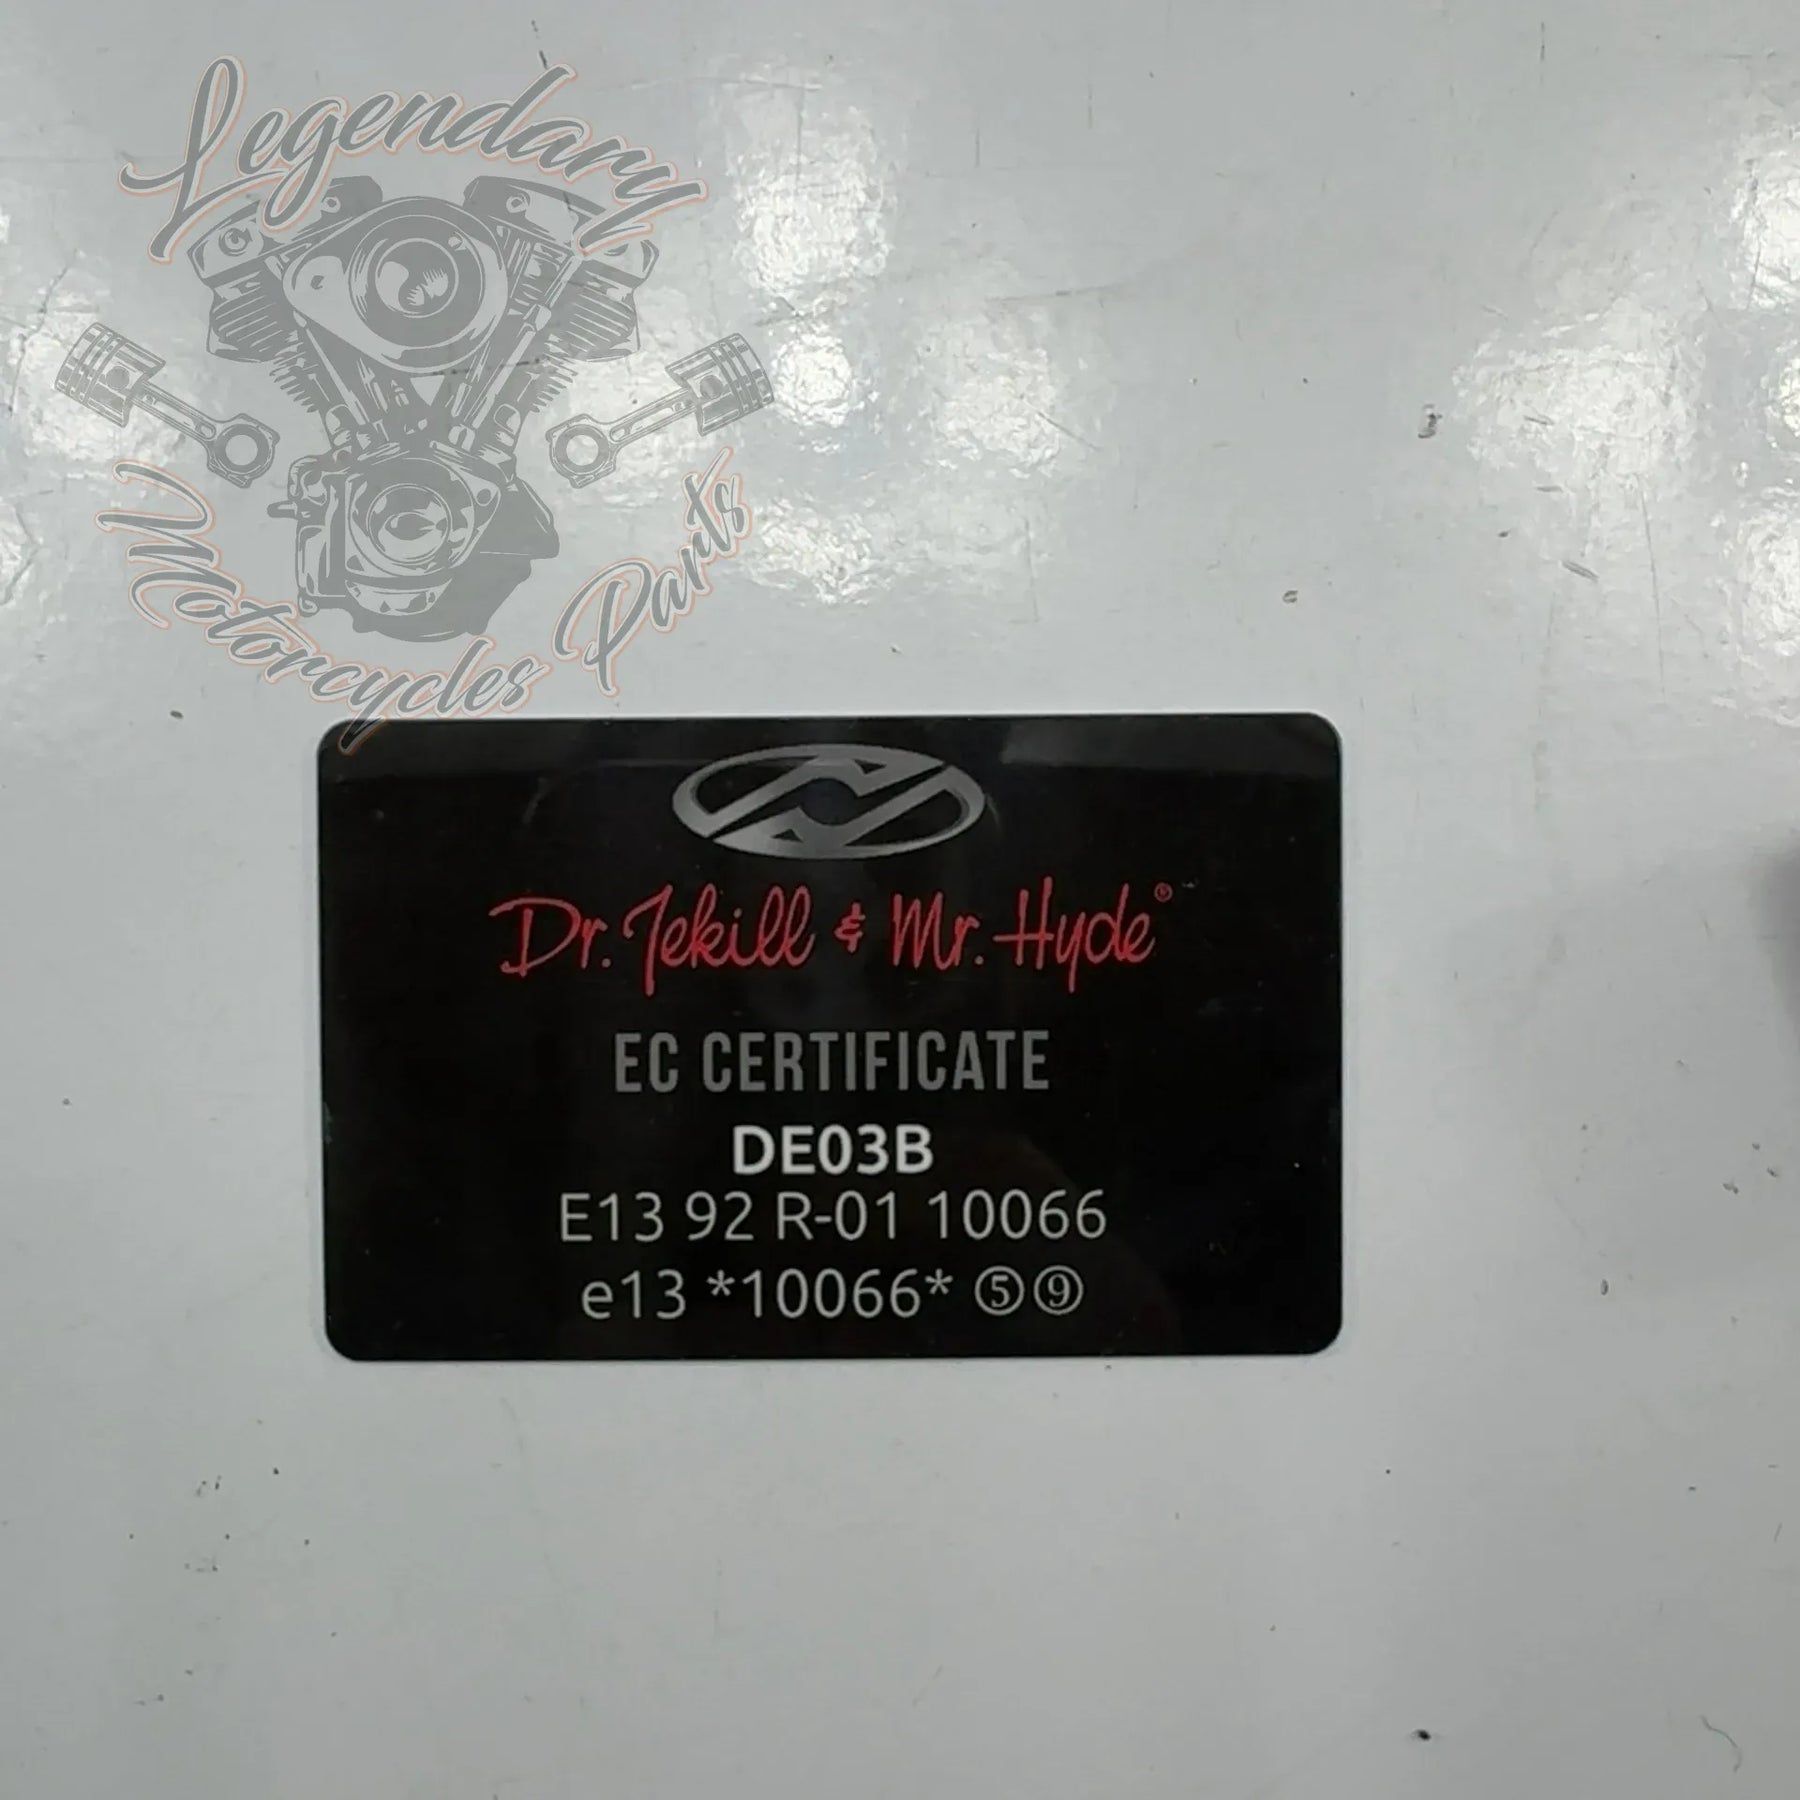 Legendary
Motorcycles Parts
Dr. Jekill & Mr. Hyde®
EC CERTIFICATE
DE03B
E13 92 R-01 10066
e13 *10066* ⑤⑨